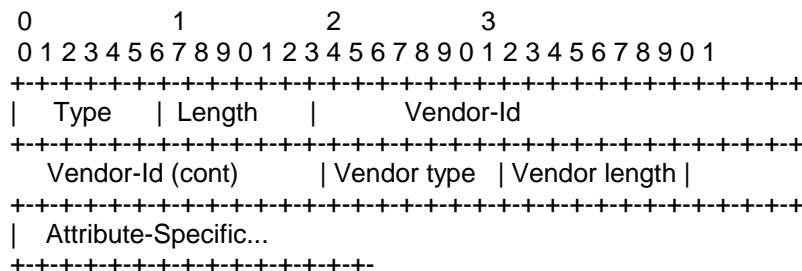 0 1 2 3
0 1 2 3 4 5 6 7 8 9 0 1 2 3 4 5 6 7 8 9 0 1 2 3 4 5 6 7 8 9 0 1
+-+-+-+-+-+-+-+-+-+-+-+-+-+-+-+-+-+-+-+-+-+-+-+-+-+-+-+-+-+-+-+-+
| Type | Length | Vendor-Id
+-+-+-+-+-+-+-+-+-+-+-+-+-+-+-+-+-+-+-+-+-+-+-+-+-+-+-+-+-+-+-+-+
Vendor-Id (cont) | Vendor type | Vendor length |
+-+-+-+-+-+-+-+-+-+-+-+-+-+-+-+-+-+-+-+-+-+-+-+-+-+-+-+-+-+-+-+-+
| Attribute-Specific...
+-+-+-+-+-+-+-+-+-+-+-+-+-+-+-